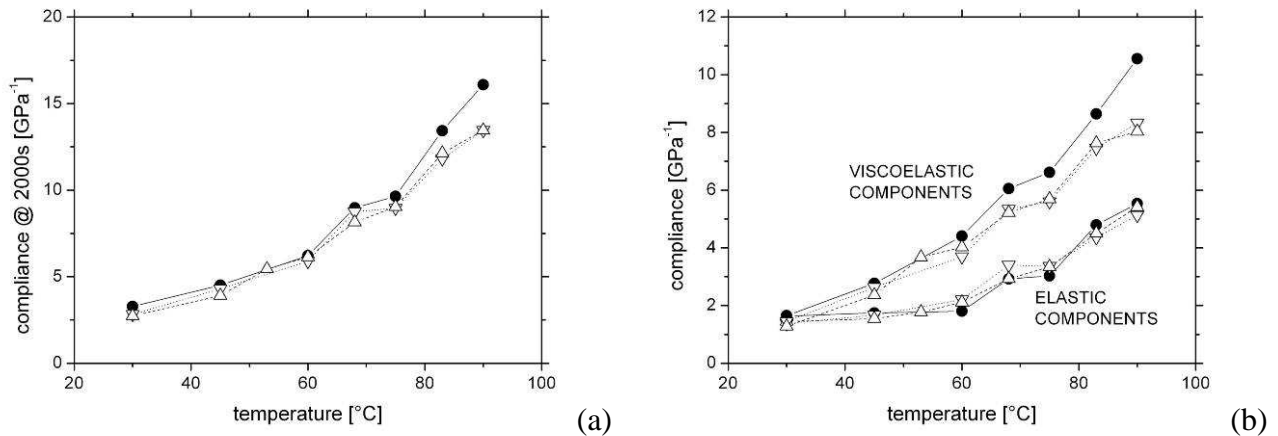 compliance @ 2000s [GPa-1]
20
15
10
5
0
20 40 60 80 100
temperature [°C]
(a)
compliance [GPa-1]
12
10
8
6
4
2
0
VISCOELASTIC
COMPONENTS
ELASTIC
COMPONENTS
20 40 60 80 100
temperature [°C]
(b)